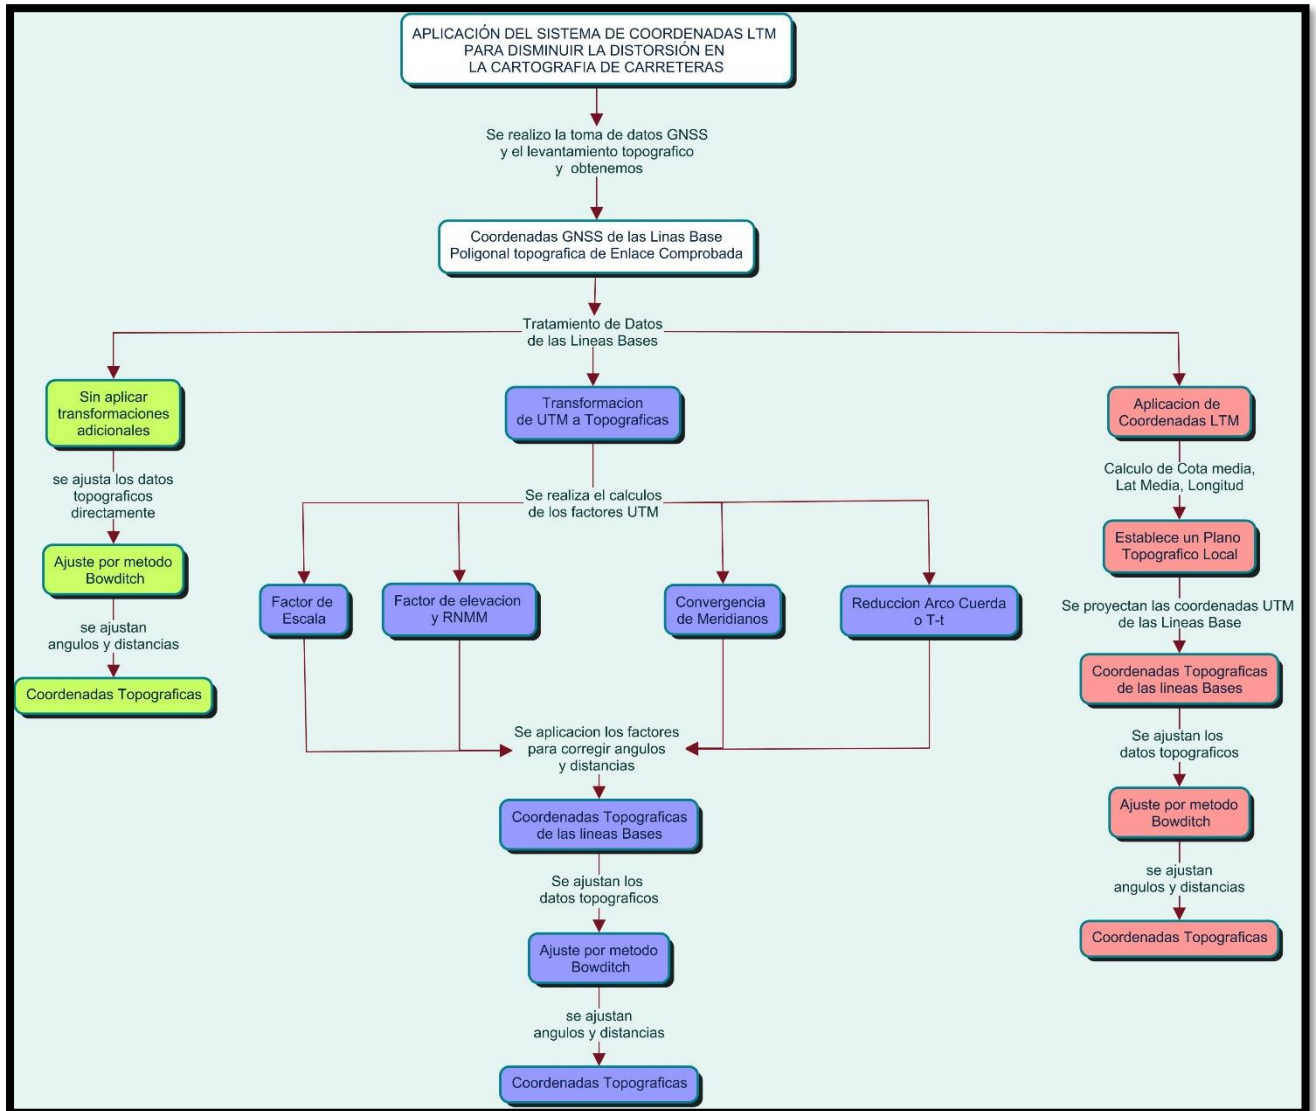 APLICACIÓN DEL SISTEMA DE COORDENADAS LTM
PARA DISMINUIR LA DISTORSIÓN EN
LA CARTOGRAFIA DE CARRETERAS
Se realizo la toma de datos GNSS
y el levantamiento topografico
y obtenemos
Coordenadas GNSS de las Linas Base
Poligonal topografica de Enlace Comprobada
Tratamiento de Datos
de las Lineas Bases
Sin aplicar
transformaciones
adicionales
se ajusta los datos
topograficos
directamente
Ajuste por metodo
Bowditch
se ajustan
angulos y distancias
Coordenadas Topograficas
Transformacion
de UTM a Topograficas
Se realiza el calculos
de los factores UTM
Factor de
Escala
Factor de elevacion
y RNMM
Convergencia
de Meridianos
Reduccion Arco Cuerda
o T-t
Se aplicacion los factores
para corregir angulos
y distancias
Coordenadas Topograficas
de las lineas Bases
Se ajustan los
datos topograficos
Ajuste por metodo
Bowditch
se ajustan
angulos y distancias
Coordenadas Topograficas
Aplicacion de
Coordenadas LTM
Calculo de Cota media,
Lat Media, Longitud
Establece un Plano
Topografico Local
Se proyectan las coordenadas UTM
de las Lineas Base
Coordenadas Topograficas
de las lineas Bases
Se ajustan los
datos topograficos
Ajuste por metodo
Bowditch
se ajustan
angulos y distancias
Coordenadas Topograficas